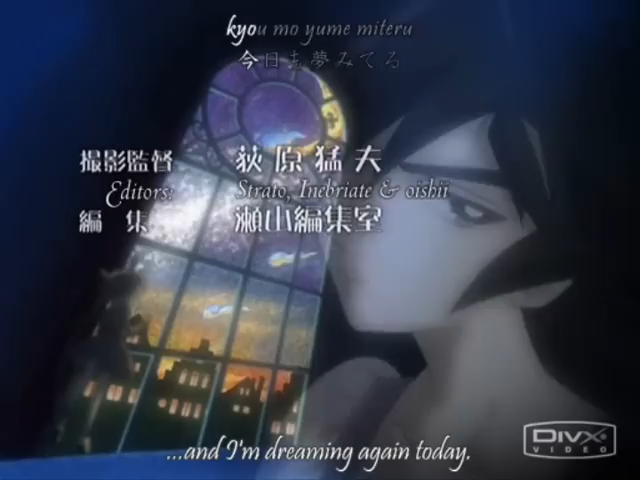 kyou mo yume miteru
今日も夢みてる
撮影監督 荻原猛夫
Editors: Strato, Inebriate & oishii
編集 瀬山編集室
...and I'm dreaming again today.
DIVX
VIDEO